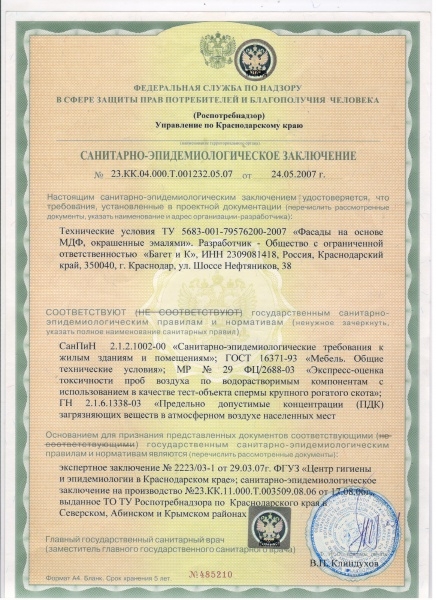 ФЕДЕРАЛЬНАЯ СЛУЖБА ПО НАДЗОРУ
В СФЕРЕ ЗАЩИТЫ ПРАВ ПОТРЕБИТЕЛЕЙ И БЛАГОПОЛУЧИЯ ЧЕЛОВЕКА
(Роспотребнадзор)
Управление по Краснодарскому краю
САНИТАРНО-ЭПИДЕМИОЛОГИЧЕСКОЕ ЗАКЛЮЧЕНИЕ
№ 23.КК.04.000.Т.001232.05.07 от 24.05.2007 г.
Настоящим санитарно-эпидемиологическим заключением удостоверяется, что
требования, установленные в проектной документации (перечислить рассмотренные
документы, указать наименование и адрес организации-разработчика):
Технические условия ТУ 5683-001-79576200-2007 «Фасады на основе
МДФ, окрашенные эмалями». Разработчик - Общество с ограниченной
ответственностью «Багет и К», ИНН 2309081418, Россия, Краснодарский
край, 350040, г. Краснодар, ул. Шоссе Нефтяников, 38
СООТВЕТСТВУЮТ (НЕ СООТВЕТСТВУЮТ) государственным санитарно-
эпидемиологическим правилам и нормативам (ненужное зачеркнуть,
указать полное наименование санитарных правил):
СанПиН 2.1.2.1002-00 «Санитарно-эпидемиологические требования к
жилым зданиям и помещениям»; ГОСТ 16371-93 «Мебель. Общие
технические условия»; МР № 29 ФЦ/2688-03 «Экспресс-оценка
токсичности проб воздуха по водорастворимым компонентам с
использованием в качестве тест-объекта спермы крупного рогатого скота»;
ГН 2.1.6.1338-03 «Предельно допустимые концентрации (ПДК)
загрязняющих веществ в атмосферном воздухе населенных мест
Основанием для признания представленных документов соответствующими (не
соответствующими) государственным санитарно-эпидемиологическим
правилам и нормативам являются (перечислить рассмотренные документы):
экспертное заключение № 2223/03-1 от 29.03.07г. ФГУЗ «Центр гигиены
и эпидемиологии в Краснодарском крае»; санитарно-эпидемиологическое
заключение на производство №23.КК.11.000.Т.003509.08.06 от 17.08.06г.
выданное ТО ТУ Роспотребнадзора по Краснодарскому края в
Северском, Абинском и Крымском районах
Главный государственный санитарный врач
(заместитель главного государственного санитарного врача)
В.П. Клиндухов
Формат А4. Бланк. Срок хранения 5 лет.
№485210